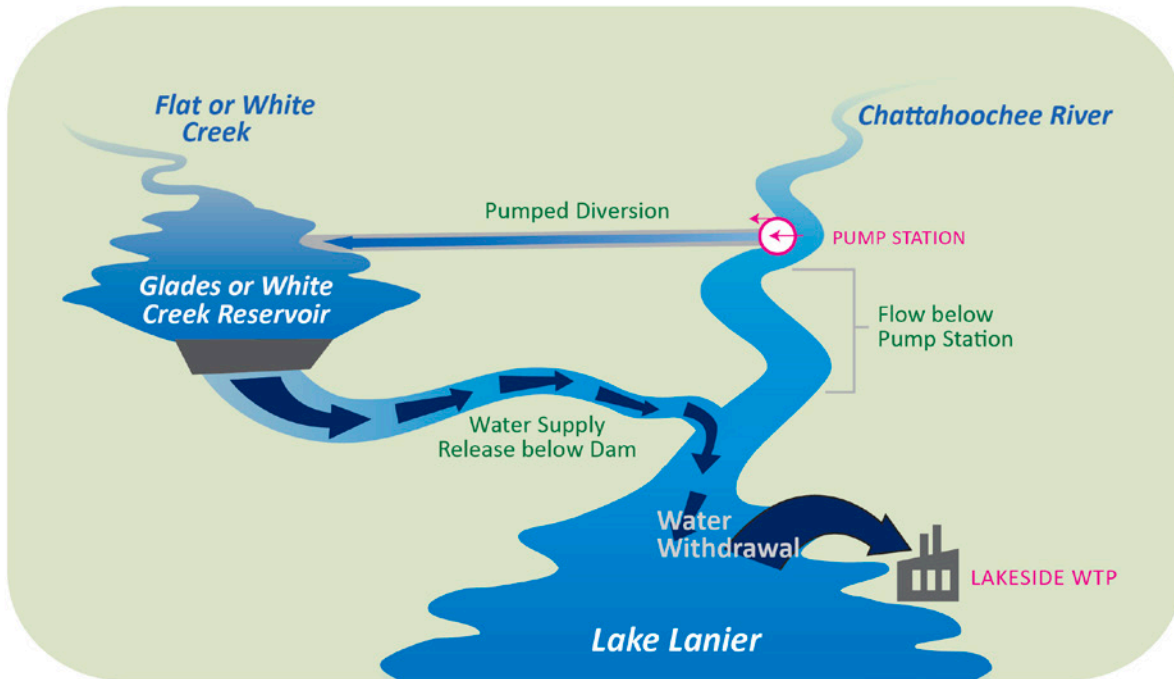 Flat or White
Creek
Chattahoochee River
Pumped Diversion
PUMP STATION
Glades or White
Creek Reservoir
Flow below
Pump Station
Water Supply
Release below Dam
Water
Withdrawal
LAKESIDE WTP
Lake Lanier